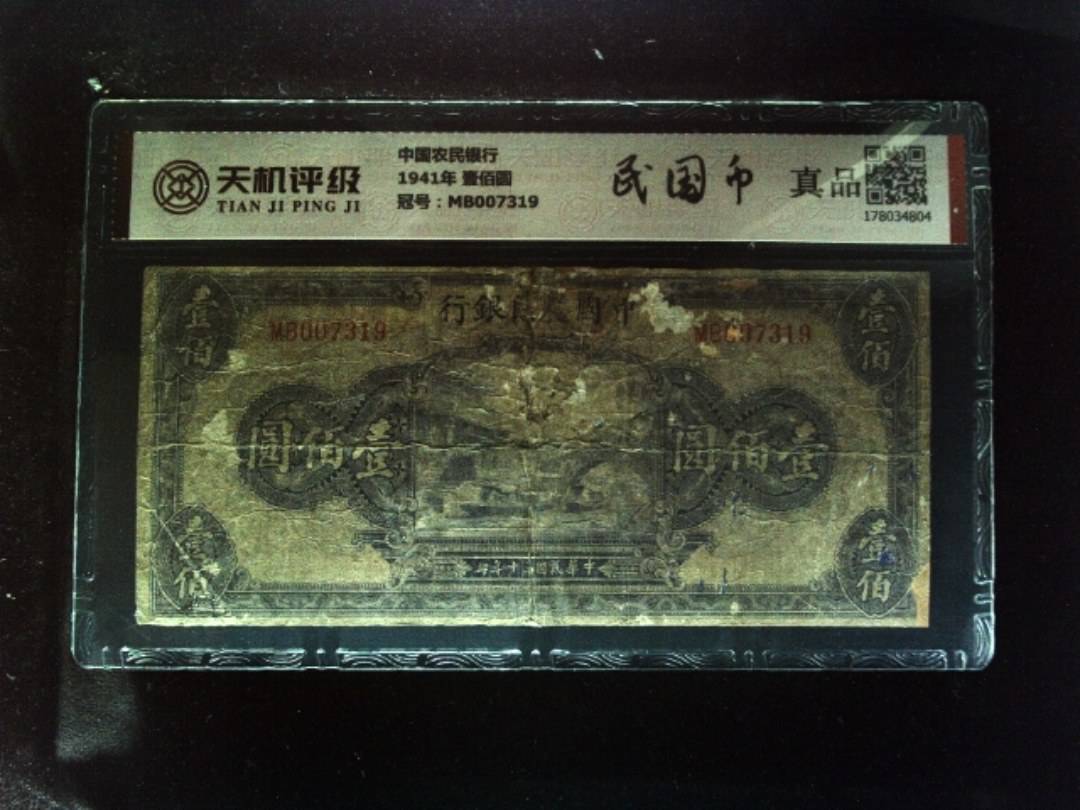 天机评级
TIAN JI PING JI
中国农民银行
1941年 壹佰圆
冠号：MB007319
民国币
真品
178034804
行銀民農國中
MB007319
MB007319
壹佰
壹佰
圓佰壹
圓佰壹
壹佰
壹佰
印年十三國民華中